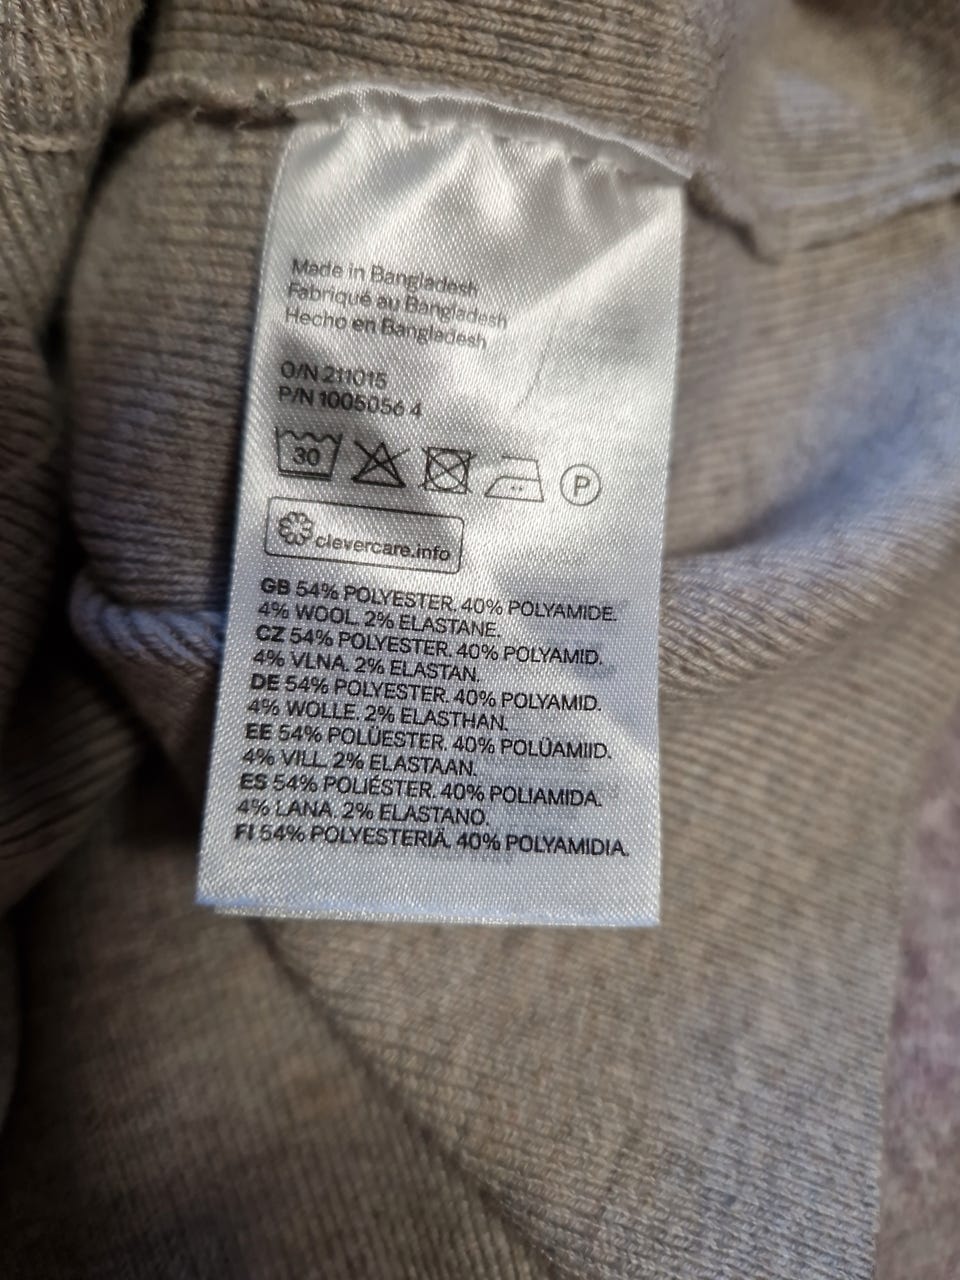 Made in Bangladesh
Fabriqué au Bangladesh
Hecho en Bangladesh
O/N 211015
P/N 1005056 4
30
P
clevercare.info
GB 54% POLYESTER. 40% POLYAMIDE.
4% WOOL. 2% ELASTANE.
CZ 54% POLYESTER. 40% POLYAMID.
4% VLNA. 2% ELASTAN.
DE 54% POLYESTER. 40% POLYAMID.
4% WOLLE. 2% ELASTHAN.
EE 54% POLÜESTER. 40% POLÜAMIID.
4% VILL. 2% ELASTAAN.
ES 54% POLIÉSTER. 40% POLIAMIDA.
4% LANA. 2% ELASTANO.
FI 54% POLYESTERIÄ. 40% POLYAMIDIA.